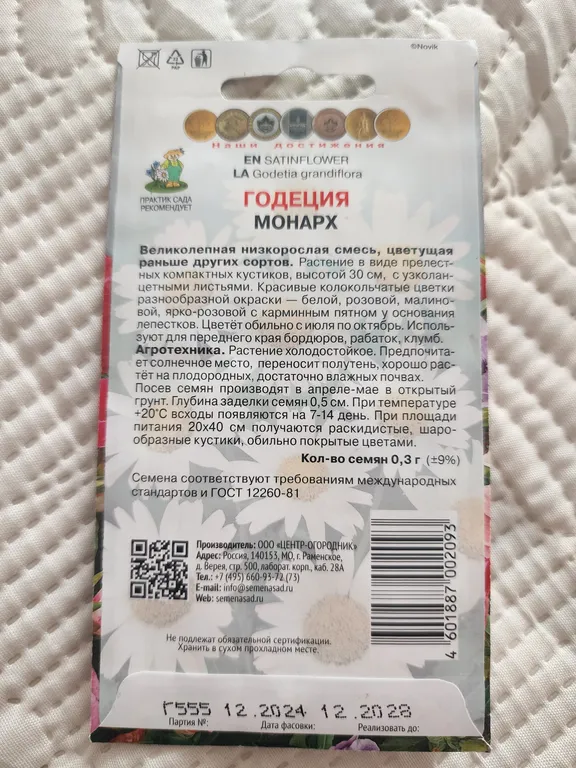 ©Novik
Наши достижения
EN SATINFLOWER
LA Godetia grandiflora
ПРАКТИК САДА
РЕКОМЕНДУЕТ
ГОДЕЦИЯ
МОНАРХ
Великолепная низкорослая смесь, цветущая
раньше других сортов. Растение в виде прелест-
ных компактных кустиков, высотой 30 см, с узколан-
цетными листьями. Красивые колокольчатые цветки
разнообразной окраски — белой, розовой, малино-
вой, ярко-розовой с карминным пятном у основания
лепестков. Цветёт обильно с июля по октябрь. Исполь-
зуют для переднего края бордюров, рабаток, клумб.
Агротехника. Растение холодостойкое. Предпочита-
ет солнечное место, переносит полутень, хорошо рас-
тёт на плодородных, достаточно влажных почвах.
Посев семян производят в апреле-мае в открытый
грунт. Глубина заделки семян 0,5 см. При температуре
+20°С всходы появляются на 7-14 день. При площади
питания 20x40 см получаются раскидистые, шаро-
образные кустики, обильно покрытые цветами.
Кол-во семян 0,3 г (±9%)
Семена соответствуют требованиям международных
стандартов и ГОСТ 12260-81
Производитель: ООО «ЦЕНТР-ОГОРОДНИК»
Адрес: Россия, 140153, МО, г. Раменское,
д. Верея, стр. 500, лаборат. корп., каб. 28А
Тел.: +7 (495) 660-93-72 (73)
E-mail: info@semenasad.ru
Web: semenasad.ru
4 601887 002093
Не подлежат обязательной сертификации.
Хранить в сухом прохладном месте.
Г555 12.2024 12.2028
Партия №: Дата фасовки: Реализовать до: